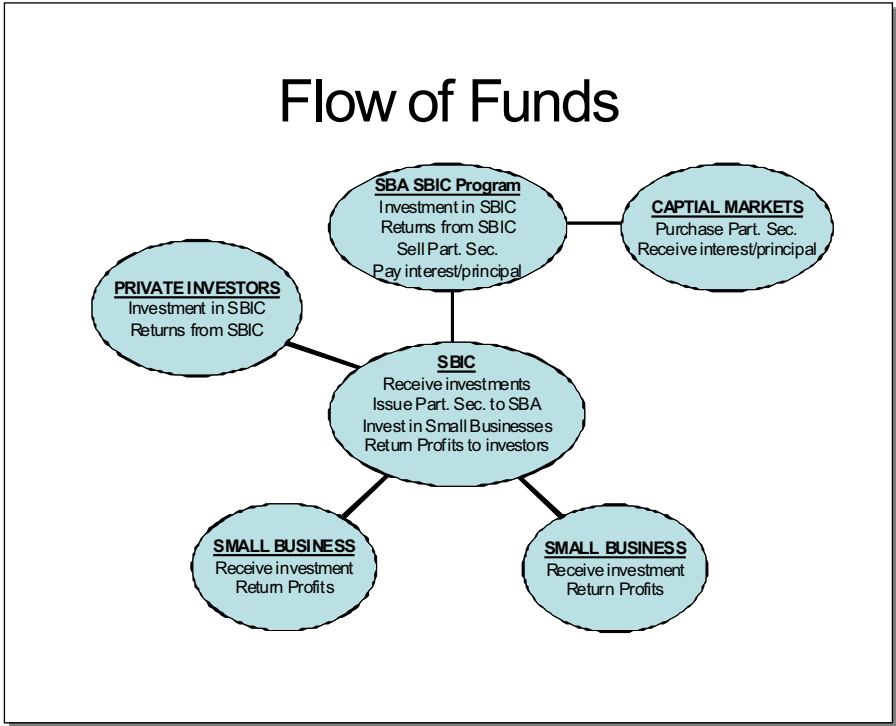 Flow of Funds
SBA SBIC Program
Investment in SBIC
Returns from SBIC
Sell Part. Sec.
Pay interest/principal
CAPTIAL MARKETS
Purchase Part. Sec.
Receive interest/principal
PRIVATE INVESTORS
Investment in SBIC
Returns from SBIC
SBIC
Receive investments
Issue Part. Sec. to SBA
Invest in Small Businesses
Return Profits to investors
SMALL BUSINESS
Receive investment
Return Profits
SMALL BUSINESS
Receive investment
Return Profits